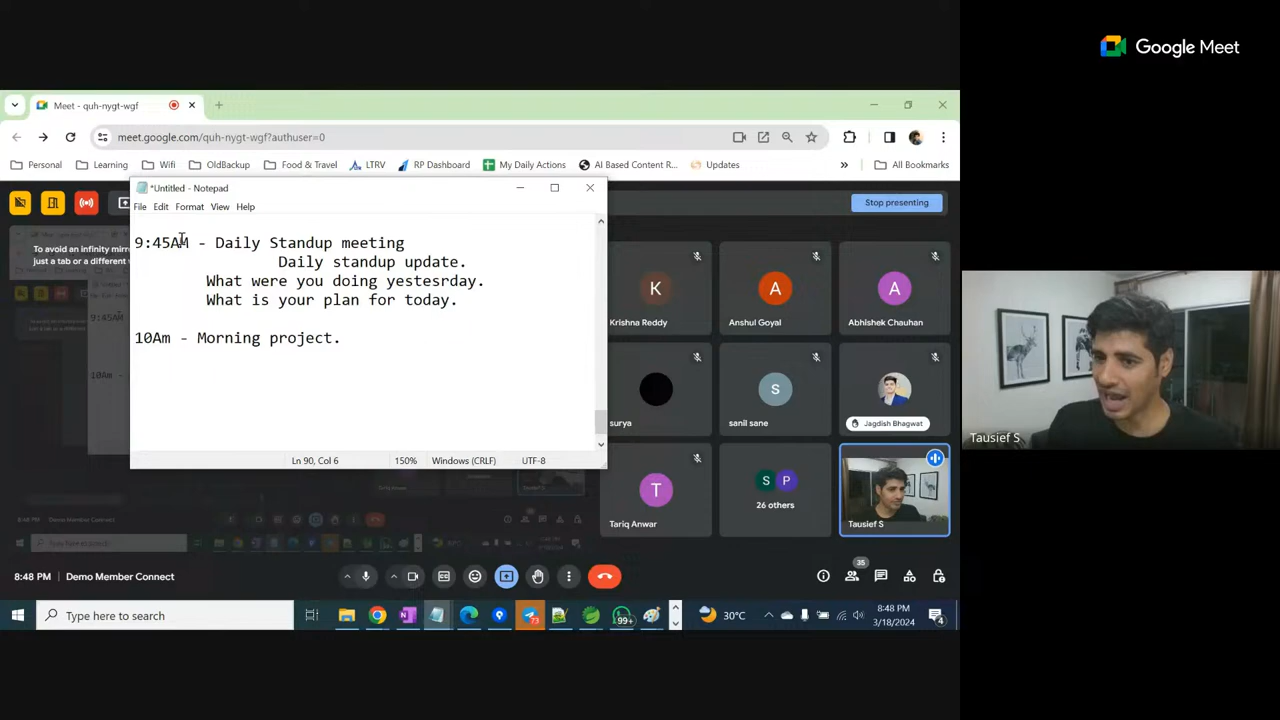 Google Meet
Meet - quh-nygt-wgf
meet.google.com/quh-nygt-wgf?authuser=0
Personal
Learning
Wifi
OldBackup
Food & Travel
LTRV
RP Dashboard
My Daily Actions
AI Based Content R...
Updates
»
All Bookmarks
*Untitled - Notepad
File Edit Format View Help
Stop presenting
To avoid an infinity mirr
just a tab or a different w
9:45AM - Daily Standup meeting
Daily standup update.
What were you doing yestesrday.
What is your plan for today.
10Am - Morning project.
Ln 90, Col 6
150%
Windows (CRLF)
UTF-8
9:45AM
10Am -
K
Krishna Reddy
A
Anshul Goyal
A
Abhishek Chauhan
surya
S
sanil sane
Jagdish Bhagwat
T
Tariq Anwar
S P
26 others
Tausief S
Tausief S
8:48 PM
Demo Member Connect
35
Type here to search
73
99+
30°C
8:48 PM
3/18/2024
4